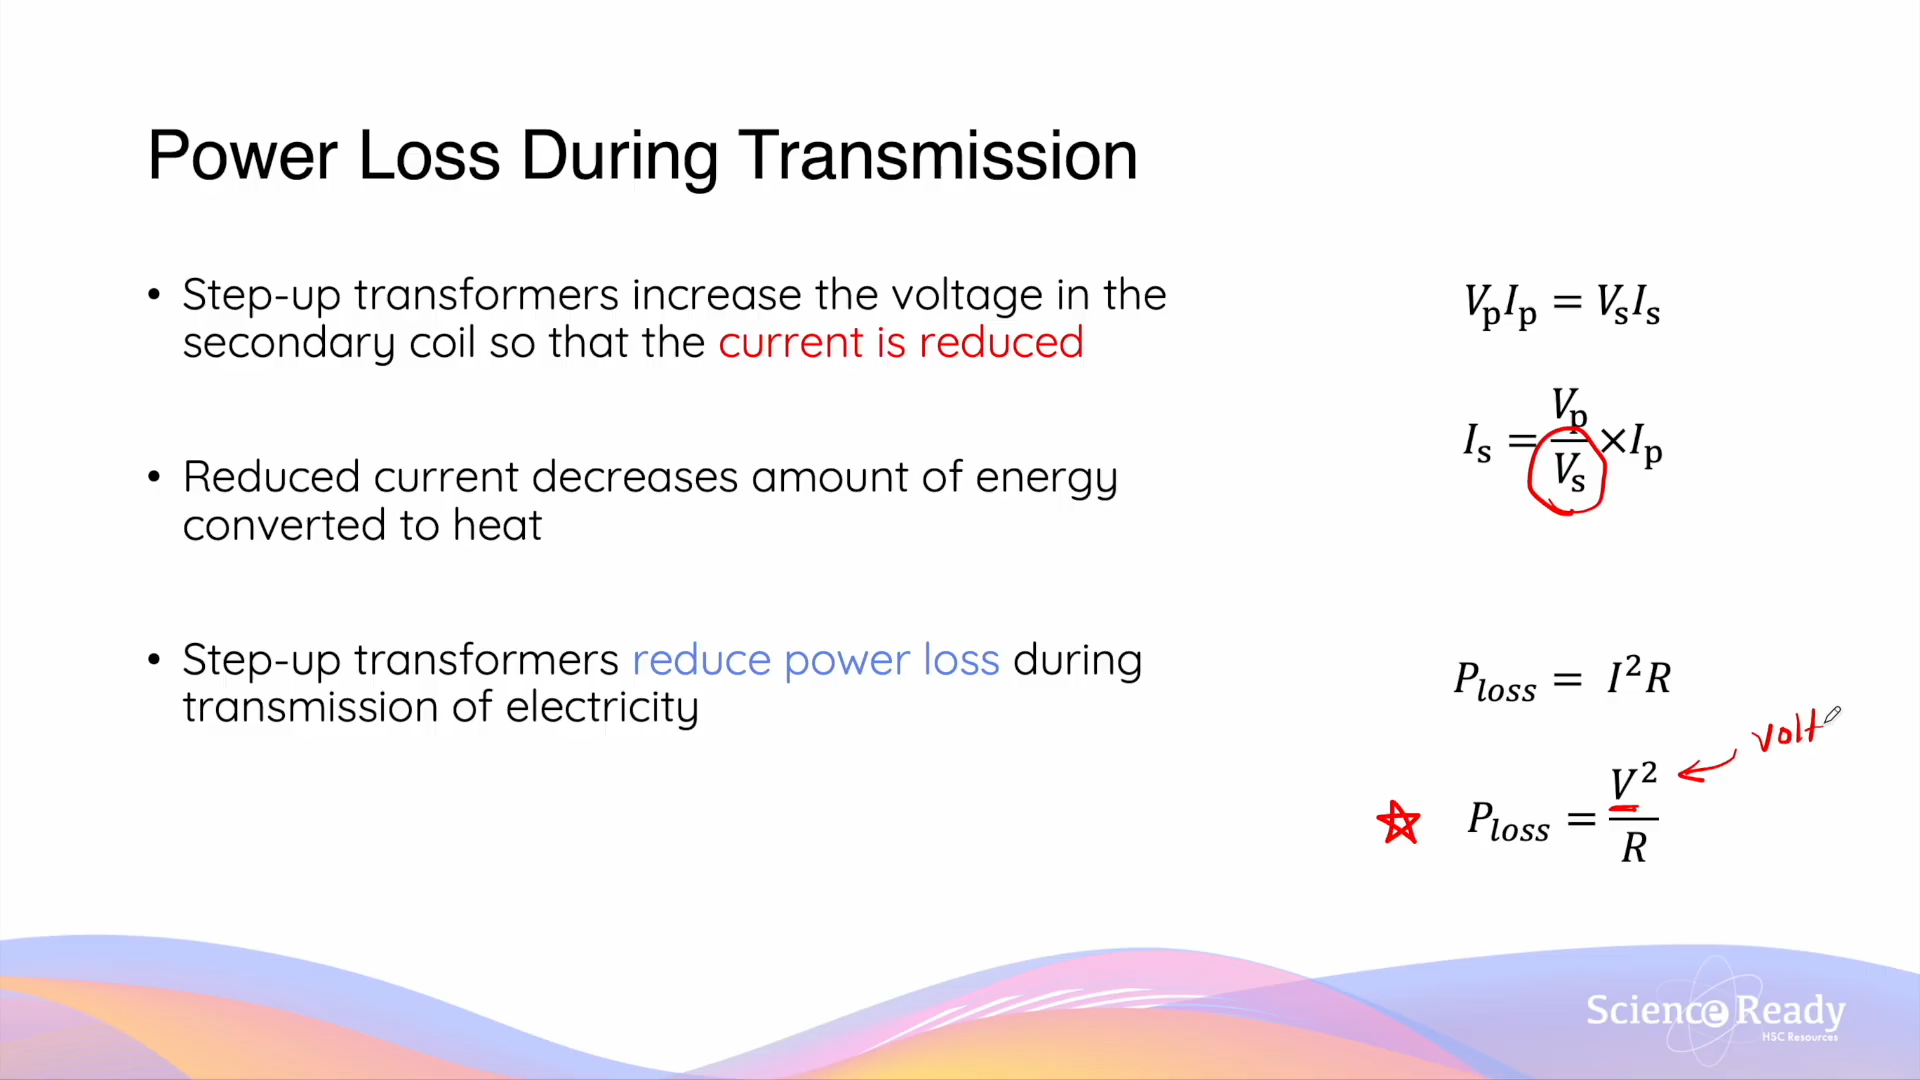 Power Loss During Transmission
• Step-up transformers increase the voltage in the
secondary coil so that the current is reduced
• Reduced current decreases amount of energy
converted to heat
• Step-up transformers reduce power loss during
transmission of electricity
VpIp = VsIs
Is = Vp/Vs × Ip
Ploss = I²R
volt
Ploss = V²/R
Science Ready
HSC Resources